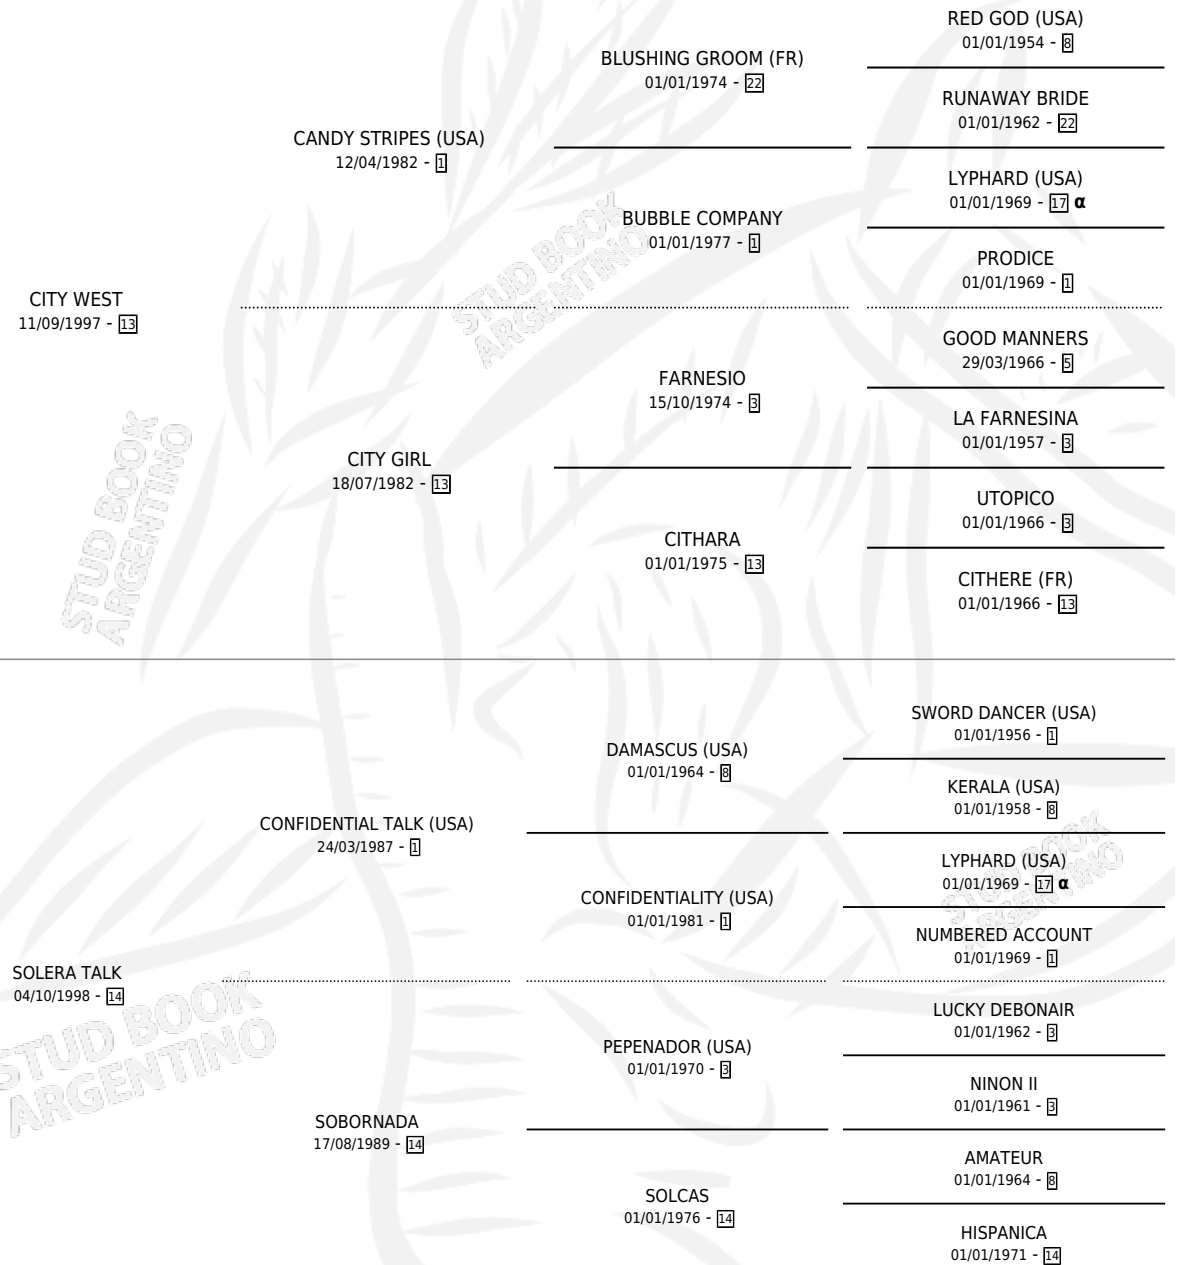 RED GOD (USA)
01/01/1954 - 8
BLUSHING GROOM (FR)
01/01/1974 - 22
RUNAWAY BRIDE
01/01/1962 - 22
CANDY STRIPES (USA)
12/04/1982 - 1
LYPHARD (USA)
01/01/1969 - 17 α
BUBBLE COMPANY
01/01/1977 - 1
PRODICE
01/01/1969 - 1
CITY WEST
11/09/1997 - 13
GOOD MANNERS
29/03/1966 - 5
FARNESIO
15/10/1974 - 3
LA FARNESINA
01/01/1957 - 3
CITY GIRL
18/07/1982 - 13
UTOPICO
01/01/1966 - 3
CITHARA
01/01/1975 - 13
CITHERE (FR)
01/01/1966 - 13
STUD BOOK
ARGENTINO
STUD BOOK
ARGENTINO
SWORD DANCER (USA)
01/01/1956 - 1
DAMASCUS (USA)
01/01/1964 - 8
KERALA (USA)
01/01/1958 - 8
CONFIDENTIAL TALK (USA)
24/03/1987 - 1
LYPHARD (USA)
01/01/1969 - 17 α
CONFIDENTIALITY (USA)
01/01/1981 - 1
NUMBERED ACCOUNT
01/01/1969 - 1
SOLERA TALK
04/10/1998 - 14
LUCKY DEBONAIR
01/01/1962 - 3
PEPENADOR (USA)
01/01/1970 - 3
NINON II
01/01/1961 - 3
SOBORNADA
17/08/1989 - 14
AMATEUR
01/01/1964 - 8
SOLCAS
01/01/1976 - 14
HISPANICA
01/01/1971 - 14
STUD BOOK
ARGENTINO
STUD BOOK
ARGENTINO